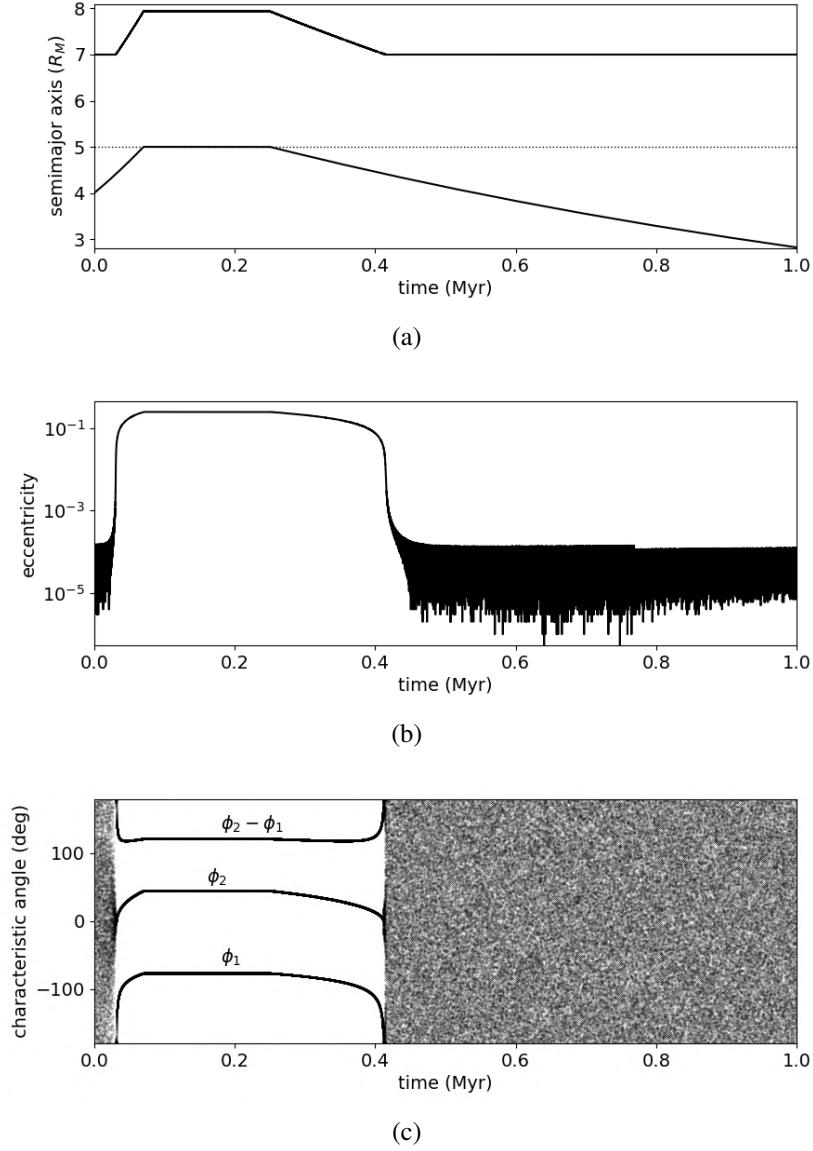 semimajor axis (R_M)
8
7
6
5
4
3
0.0 0.2 0.4 0.6 0.8 1.0
time (Myr)
(a)
eccentricity
10⁻¹
10⁻³
10⁻⁵
0.0 0.2 0.4 0.6 0.8 1.0
time (Myr)
(b)
characteristic angle (deg)
100
0
−100
ϕ₂ − ϕ₁
ϕ₂
ϕ₁
0.0 0.2 0.4 0.6 0.8 1.0
time (Myr)
(c)